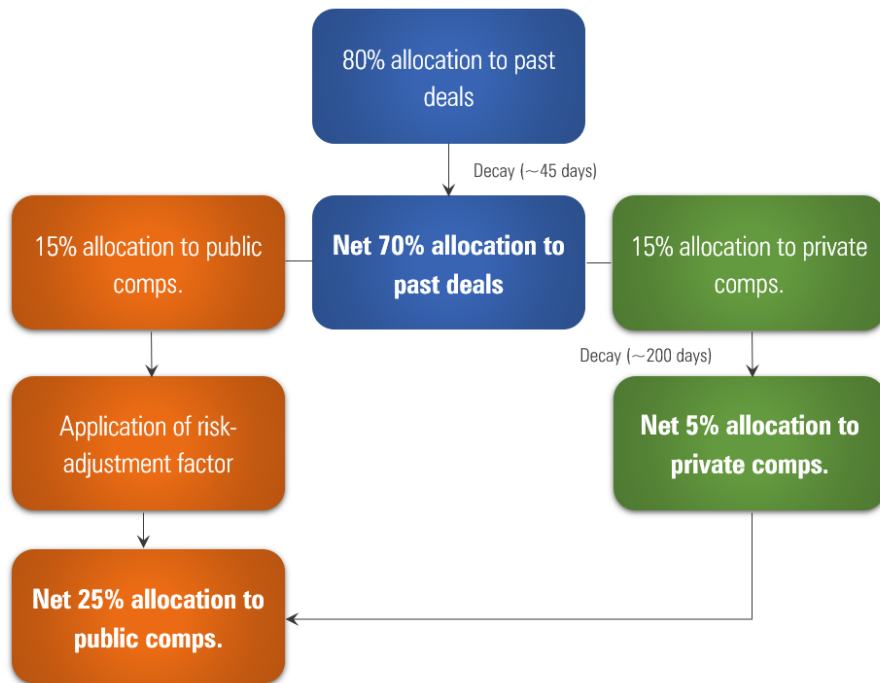 80% allocation to past
deals
Decay (~45 days)
15% allocation to public
comps.
Net 70% allocation to
past deals
15% allocation to private
comps.
Decay (~200 days)
Application of risk-
adjustment factor
Net 5% allocation to
private comps.
Net 25% allocation to
public comps.